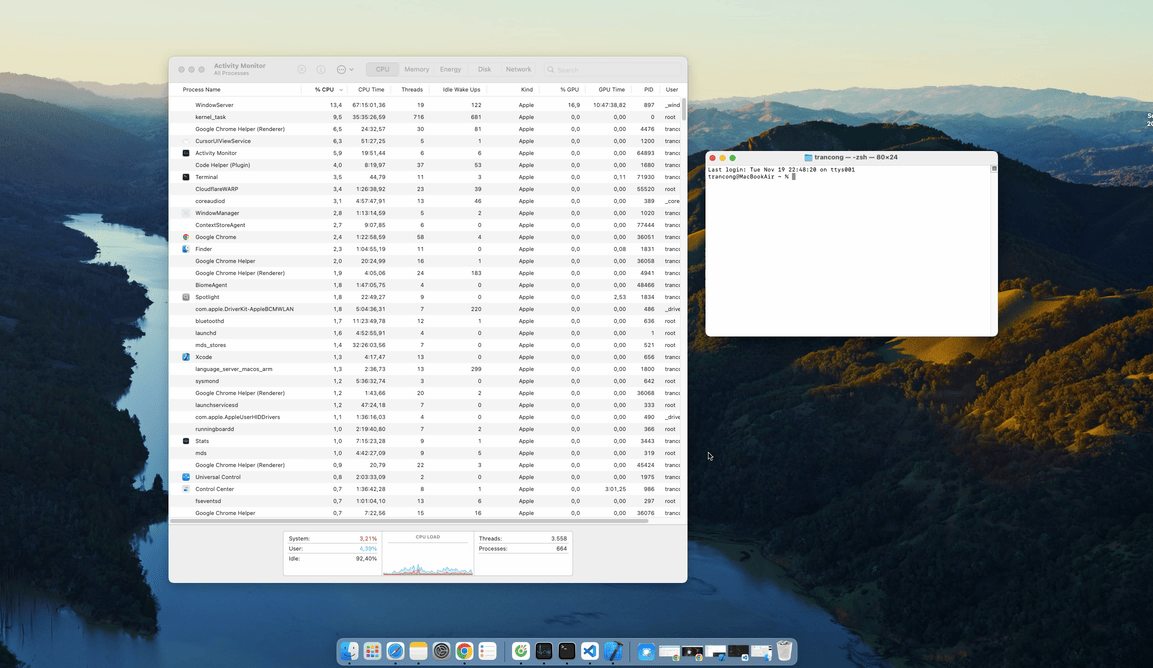 Activity Monitor
All Processes
CPU Memory Energy Disk Network Search
Process Name % CPU CPU Time Threads Idle Wake Ups Kind % GPU GPU Time PID User
WindowServer 13,4 67:15:01,36 19 122 Apple 16,9 10:47:38,82 897 _wind
kernel_task 9,5 35:35:26,59 716 681 Apple 0,0 0,00 0 root
Google Chrome Helper (Renderer) 6,5 24:32,57 30 81 Apple 0,0 0,00 4476 tranc
CursorUIViewService 6,3 51:27,25 5 1 Apple 0,0 0,00 1200 tranc
Activity Monitor 5,9 19:51,44 6 6 Apple 0,0 0,00 64893 tranc
Code Helper (Plugin) 4,0 8:19,97 37 53 Apple 0,0 0,00 1680 tranc
Terminal 3,5 44,79 11 3 Apple 0,0 0,11 71930 tranc
CloudflareWARP 3,4 1:26:38,92 23 39 Apple 0,0 0,00 55520 root
coreaudiod 3,1 4:57:47,91 13 46 Apple 0,0 0,00 389 _core
WindowManager 2,8 1:13:14,59 5 2 Apple 0,0 0,00 1020 tranc
ContextStoreAgent 2,7 9:07,85 6 0 Apple 0,0 0,00 77444 tranc
Google Chrome 2,4 1:22:58,59 58 4 Apple 0,0 0,00 36051 tranc
Finder 2,3 1:04:55,19 11 0 Apple 0,0 0,08 1831 tranc
Google Chrome Helper 2,0 20:24,99 16 1 Apple 0,0 0,00 36058 tranc
Google Chrome Helper (Renderer) 1,9 4:05,06 24 183 Apple 0,0 0,00 4941 tranc
BiomeAgent 1,8 1:47:05,75 4 0 Apple 0,0 0,00 48466 tranc
Spotlight 1,8 22:49,27 9 0 Apple 0,0 2,53 1834 tranc
com.apple.DriverKit-AppleBCMWLAN 1,8 5:04:36,31 7 220 Apple 0,0 0,00 486 _drive
bluetoothd 1,7 11:23:49,78 12 1 Apple 0,0 0,00 636 root
launchd 1,6 4:52:55,91 4 0 Apple 0,0 0,00 1 root
mds_stores 1,4 32:26:03,56 7 0 Apple 0,0 0,00 521 root
Xcode 1,3 4:17,47 13 0 Apple 0,0 0,00 656 tranc
language_server_macos_arm 1,3 2:36,73 13 299 Apple 0,0 0,00 1800 tranc
sysmond 1,2 5:36:32,74 3 0 Apple 0,0 0,00 642 root
Google Chrome Helper (Renderer) 1,2 1:43,66 20 2 Apple 0,0 0,00 36068 tranc
launchservicesd 1,2 47:24,18 7 0 Apple 0,0 0,00 333 root
com.apple.AppleUserHIDDrivers 1,1 1:36:16,03 4 0 Apple 0,0 0,00 490 _drive
runningboardd 1,0 2:19:40,80 7 2 Apple 0,0 0,00 366 root
Stats 1,0 7:15:23,28 9 1 Apple 0,0 0,00 3443 tranc
mds 1,0 4:42:27,09 9 5 Apple 0,0 0,00 319 root
Google Chrome Helper (Renderer) 0,9 20,79 22 3 Apple 0,0 0,00 45424 tranc
Universal Control 0,8 2:03:33,09 2 0 Apple 0,0 0,00 1975 tranc
Control Center 0,7 1:36:42,28 8 1 Apple 0,0 3:01,25 986 tranc
fseventsd 0,7 1:01:04,10 13 6 Apple 0,0 0,00 297 root
Google Chrome Helper 0,7 7:22,56 15 16 Apple 0,0 0,00 36076 tranc
System: 3,21%
User: 4,39%
Idle: 92,40%
CPU LOAD
Threads: 3.558
Processes: 664
trancong — -zsh — 80×24
Last login: Tue Nov 19 22:48:20 on ttys001
trancong@MacBookAir ~ %